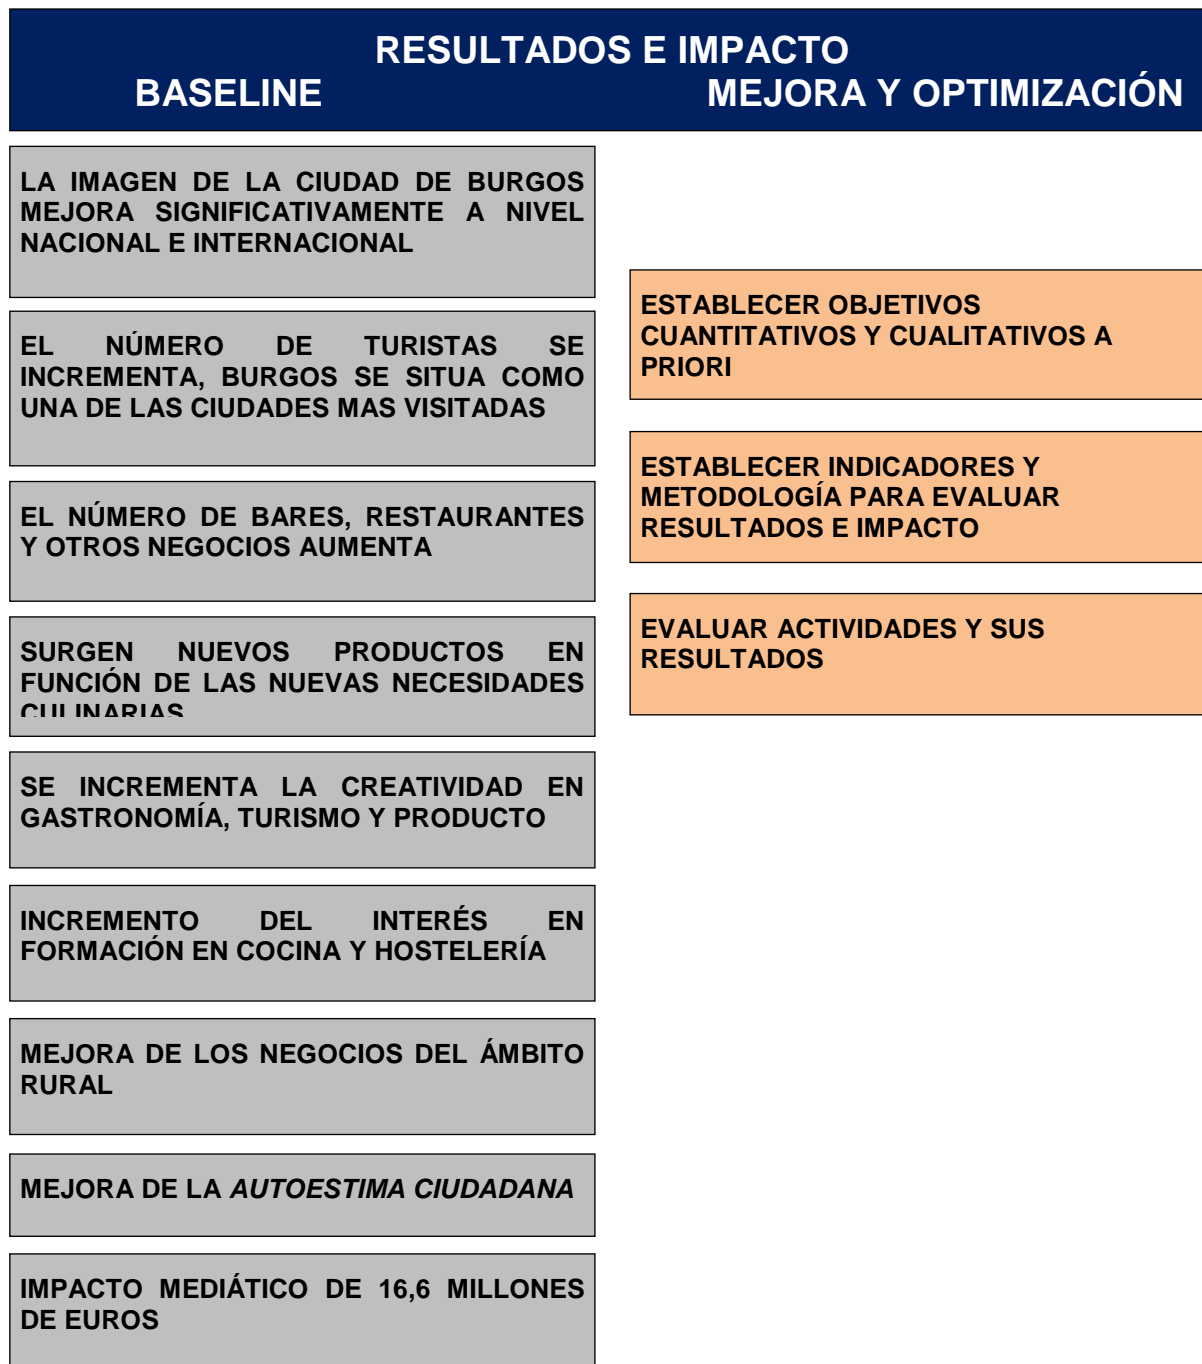 RESULTADOS E IMPACTO
BASELINE MEJORA Y OPTIMIZACIÓN
LA IMAGEN DE LA CIUDAD DE BURGOS
MEJORA SIGNIFICATIVAMENTE A NIVEL
NACIONAL E INTERNACIONAL
EL NÚMERO DE TURISTAS SE
INCREMENTA, BURGOS SE SITUA COMO
UNA DE LAS CIUDADES MAS VISITADAS
EL NÚMERO DE BARES, RESTAURANTES
Y OTROS NEGOCIOS AUMENTA
SURGEN NUEVOS PRODUCTOS EN
FUNCIÓN DE LAS NUEVAS NECESIDADES
CULINARIAS
SE INCREMENTA LA CREATIVIDAD EN
GASTRONOMÍA, TURISMO Y PRODUCTO
INCREMENTO DEL INTERÉS EN
FORMACIÓN EN COCINA Y HOSTELERÍA
MEJORA DE LOS NEGOCIOS DEL ÁMBITO
RURAL
MEJORA DE LA AUTOESTIMA CIUDADANA
IMPACTO MEDIÁTICO DE 16,6 MILLONES
DE EUROS
ESTABLECER OBJETIVOS
CUANTITATIVOS Y CUALITATIVOS A
PRIORI
ESTABLECER INDICADORES Y
METODOLOGÍA PARA EVALUAR
RESULTADOS E IMPACTO
EVALUAR ACTIVIDADES Y SUS
RESULTADOS